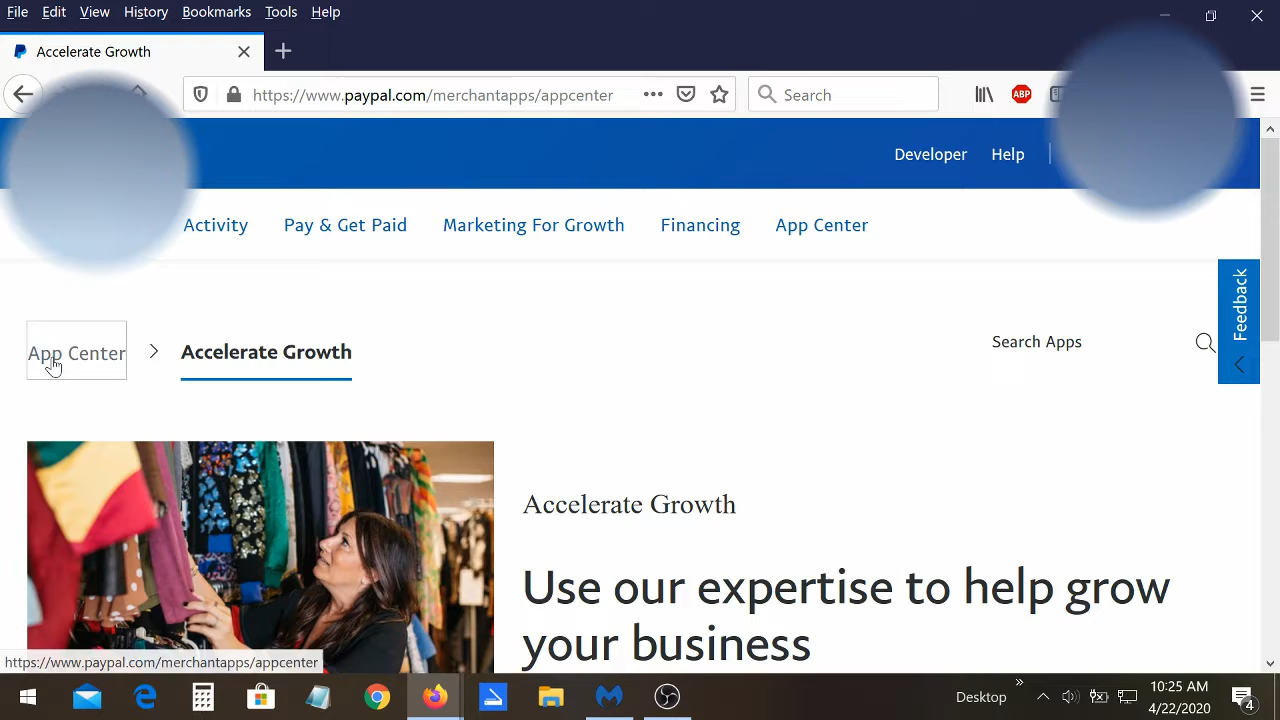 File Edit View History Bookmarks Tools Help
Accelerate Growth
https://www.paypal.com/merchantapps/appcenter
Search
ABP
Developer Help
Activity Pay & Get Paid Marketing For Growth Financing App Center
Feedback
App Center > Accelerate Growth
Search Apps
Accelerate Growth
Use our expertise to help grow
your business
https://www.paypal.com/merchantapps/appcenter
Desktop
10:25 AM
4/22/2020
4